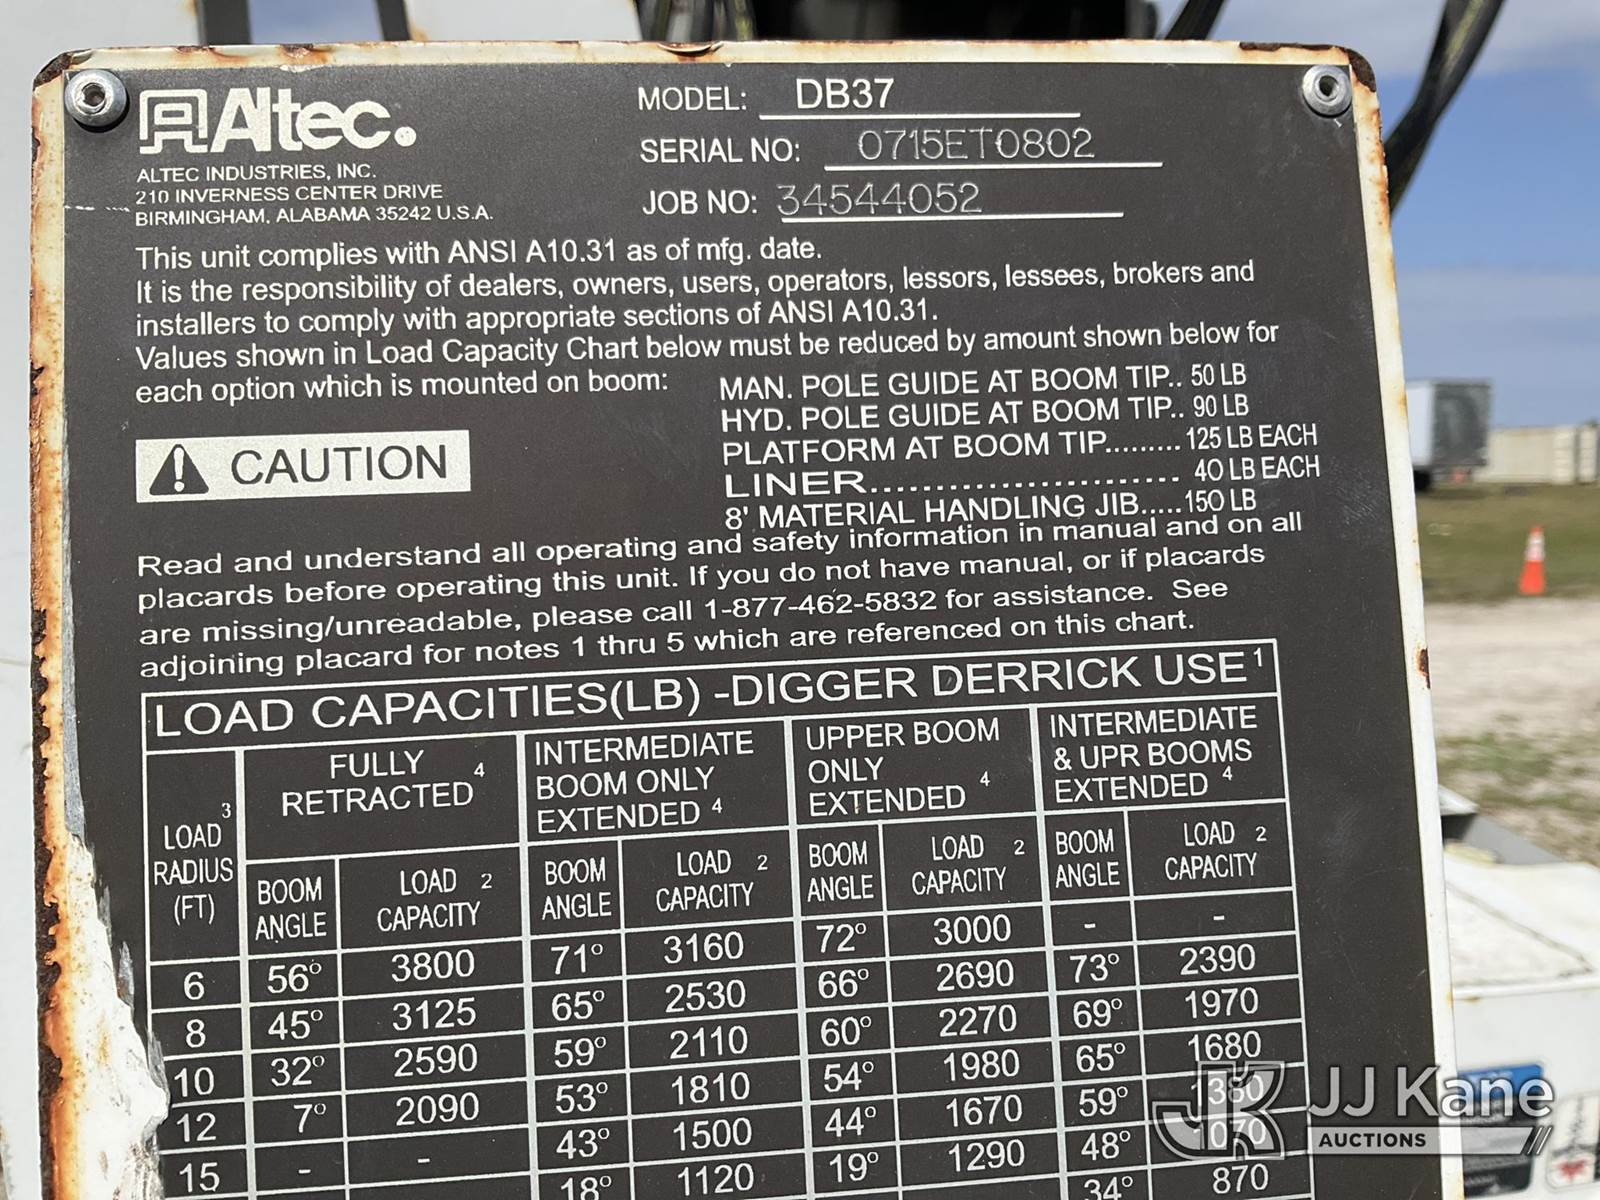 Altec.
ALTEC INDUSTRIES, INC.
210 INVERNESS CENTER DRIVE
BIRMINGHAM, ALABAMA 35242 U.S.A.
MODEL: DB37
SERIAL NO: 0715ET0802
JOB NO: 34544052
This unit complies with ANSI A10.31 as of mfg. date.
It is the responsibility of dealers, owners, users, operators, lessors, lessees, brokers and
installers to comply with appropriate sections of ANSI A10.31.
Values shown in Load Capacity Chart below must be reduced by amount shown below for
each option which is mounted on boom:
MAN. POLE GUIDE AT BOOM TIP.. 50 LB
HYD. POLE GUIDE AT BOOM TIP.. 90 LB
PLATFORM AT BOOM TIP......... 125 LB EACH
LINER........................ 40 LB EACH
8' MATERIAL HANDLING JIB.....150 LB
CAUTION
Read and understand all operating and safety information in manual and on all
placards before operating this unit. If you do not have manual, or if placards
are missing/unreadable, please call 1-877-462-5832 for assistance. See
adjoining placard for notes 1 thru 5 which are referenced on this chart.
LOAD CAPACITIES(LB) -DIGGER DERRICK USE 1
LOAD 3
RADIUS
(FT)
FULLY
RETRACTED 4
INTERMEDIATE
BOOM ONLY
EXTENDED 4
UPPER BOOM
ONLY
EXTENDED 4
INTERMEDIATE
& UPR BOOMS
EXTENDED 4
BOOM
ANGLE
LOAD 2
CAPACITY
BOOM
ANGLE
LOAD 2
CAPACITY
BOOM
ANGLE
LOAD 2
CAPACITY
BOOM
ANGLE
LOAD 2
CAPACITY
6 56° 3800 71° 3160 72° 3000 - -
8 45° 3125 65° 2530 66° 2690 73° 2390
10 32° 2590 59° 2110 60° 2270 69° 1970
12 7° 2090 53° 1810 54° 1980 65° 1680
15 - - 43° 1500 44° 1670 59° 1380
18° 1120 19° 1290 48° 1070
34° 870
JK JJ Kane
AUCTIONS